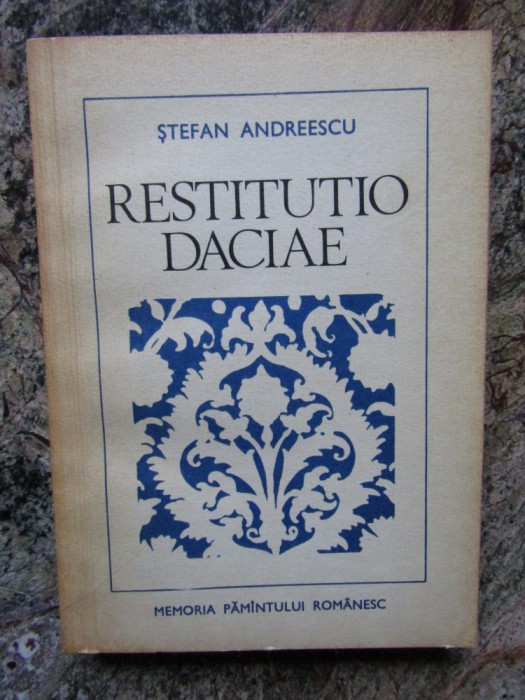 ŞTEFAN ANDREESCU
RESTITUTIO
DACIAE
MEMORIA PĂMÎNTULUI ROMÂNESC